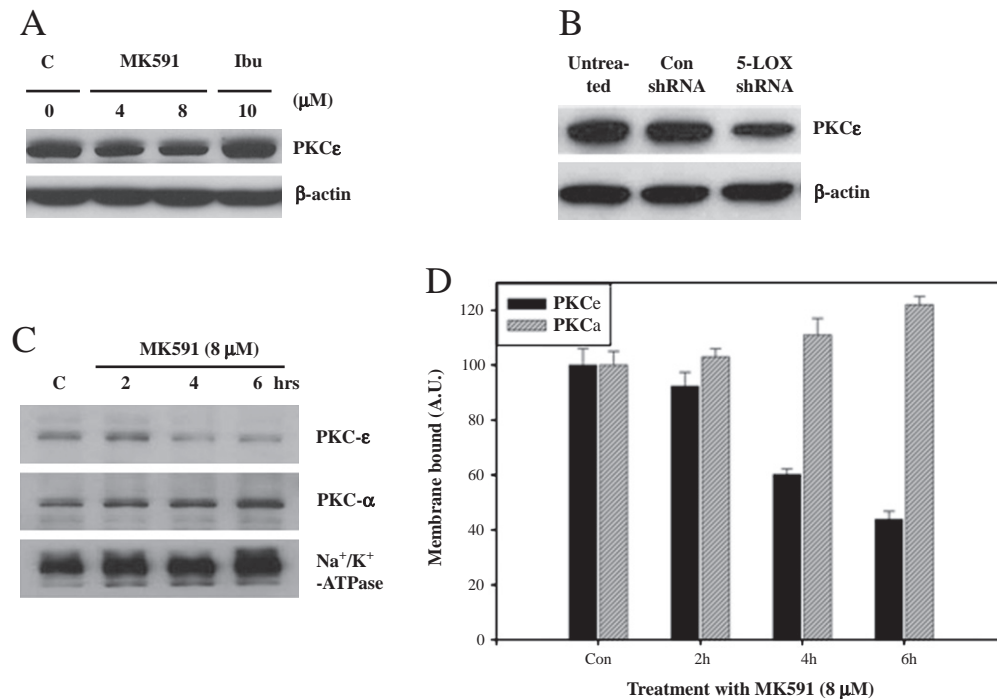 A
C MK591 Ibu
0 4 8 10 (μM)
PKCε
β-actin
B
Untrea-
ted
Con
shRNA
5-LOX
shRNA
PKCε
β-actin
C
MK591 (8 μM)
C 2 4 6 hrs
PKC-ε
PKC-α
Na⁺/K⁺
-ATPase
D
PKCe
PKCa
Membrane bound (A.U.)
120
100
80
60
40
20
0
Con 2h 4h 6h
Treatment with MK591 (8 μM)